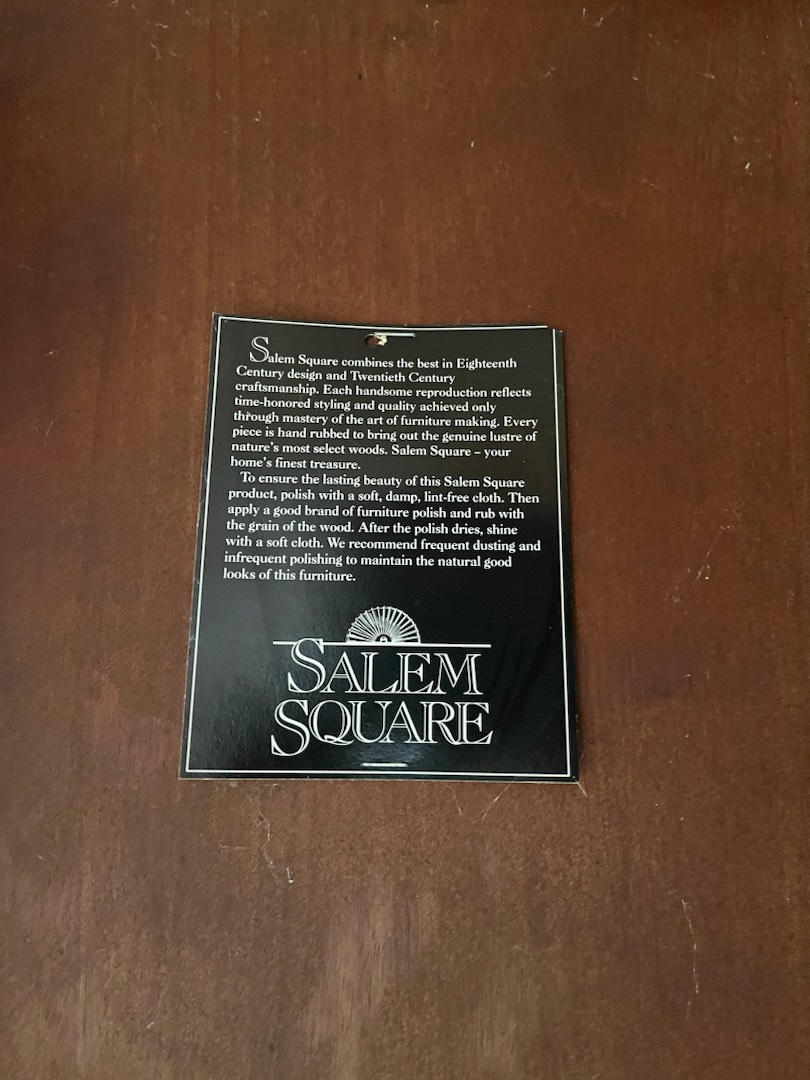 Salem Square combines the best in Eighteenth
Century design and Twentieth Century
craftsmanship. Each handsome reproduction reflects
time-honored styling and quality achieved only
through mastery of the art of furniture making. Every
piece is hand rubbed to bring out the genuine lustre of
nature's most select woods. Salem Square – your
home's finest treasure.
To ensure the lasting beauty of this Salem Square
product, polish with a soft, damp, lint-free cloth. Then
apply a good brand of furniture polish and rub with
the grain of the wood. After the polish dries, shine
with a soft cloth. We recommend frequent dusting and
infrequent polishing to maintain the natural good
looks of this furniture.
SALEM
SQUARE